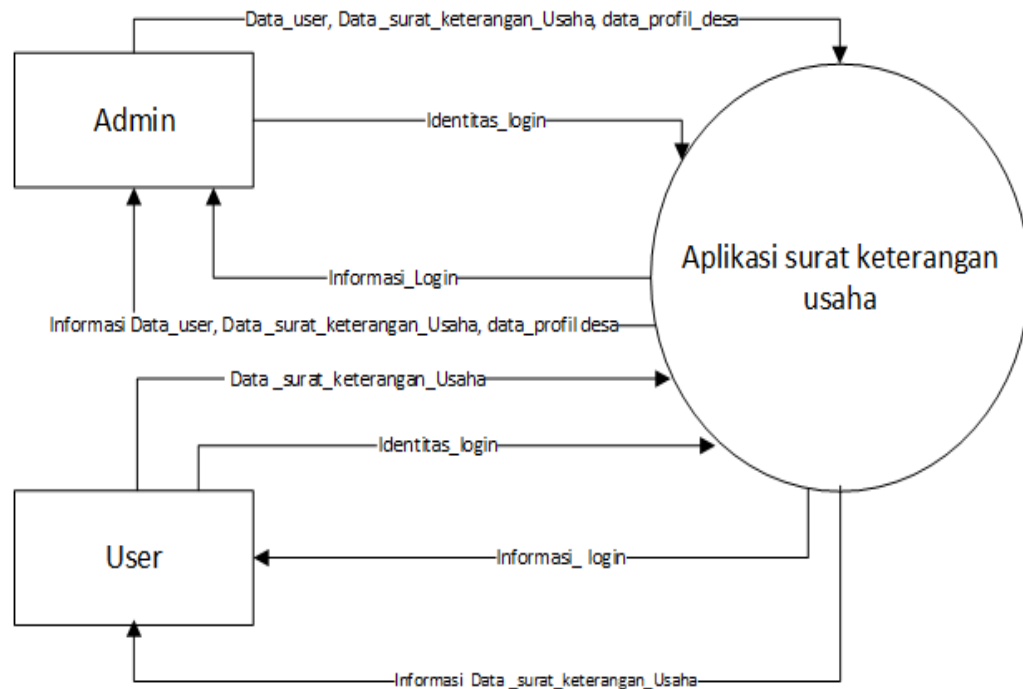 Data_user, Data_surat_keterangan_Usaha, data_profil_desa
Admin
Identitas_login
Aplikasi surat keterangan
usaha
Informasi_Login
Informasi Data_user, Data _surat_keterangan_Usaha, data_profil desa
Data _surat_keterangan_Usaha
Identitas_login
User
Informasi_ login
Informasi Data _surat_keterangan_Usaha